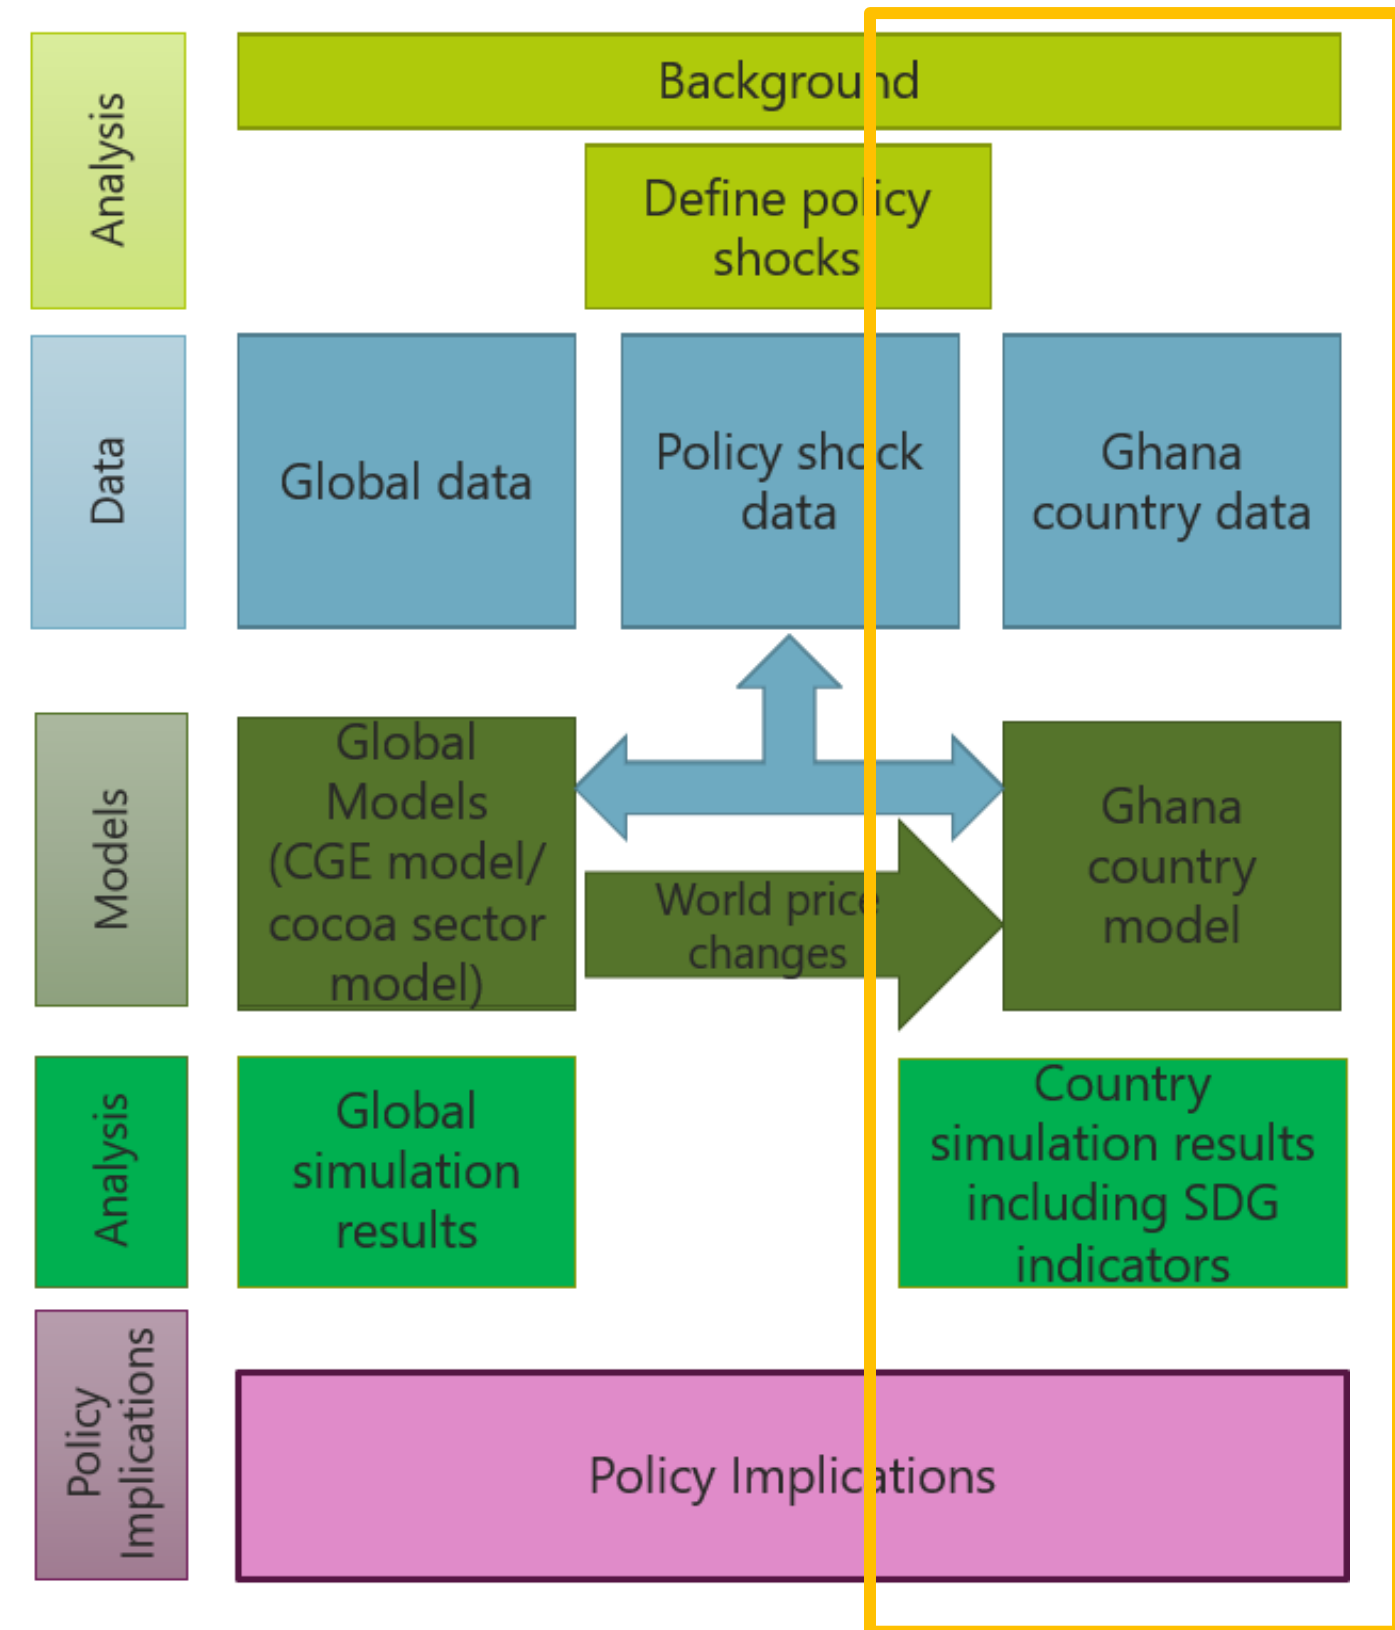 Analysis
Background
Define policy
shocks
Data
Global data
Policy shock
data
Ghana
country data
Models
Global
Models
(CGE model/
cocoa sector
model)
World price
changes
Ghana
country
model
Analysis
Global
simulation
results
Country
simulation results
including SDG
indicators
Policy
Implications
Policy Implications